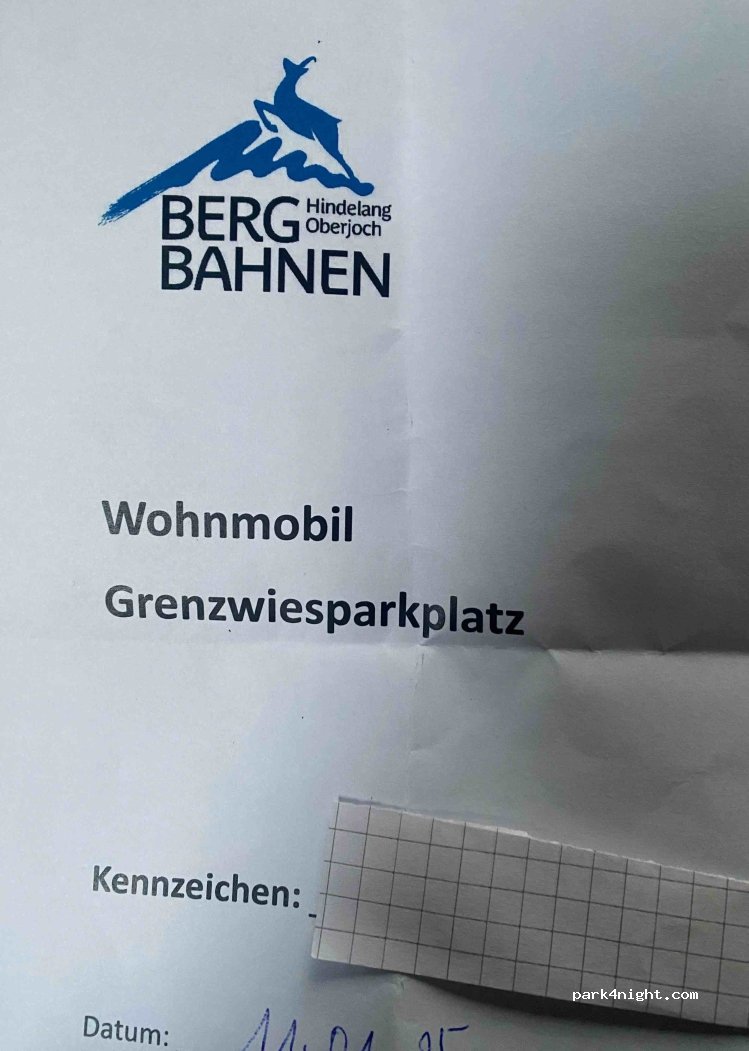 BERG Hindelang
Oberjoch
BAHNEN
Wohnmobil
Grenzwiesparkplatz
Kennzeichen:
park4night.com
Datum: